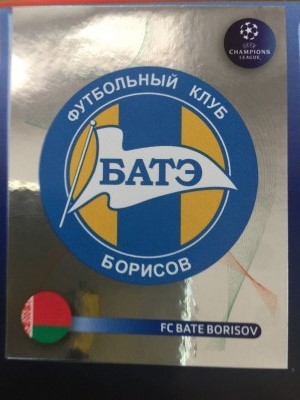 UEFA
CHAMPIONS
LEAGUE
ФУТБОЛЬНЫЙ КЛУБ
БАТЭ
БОРИСОВ
FC BATE BORISOV